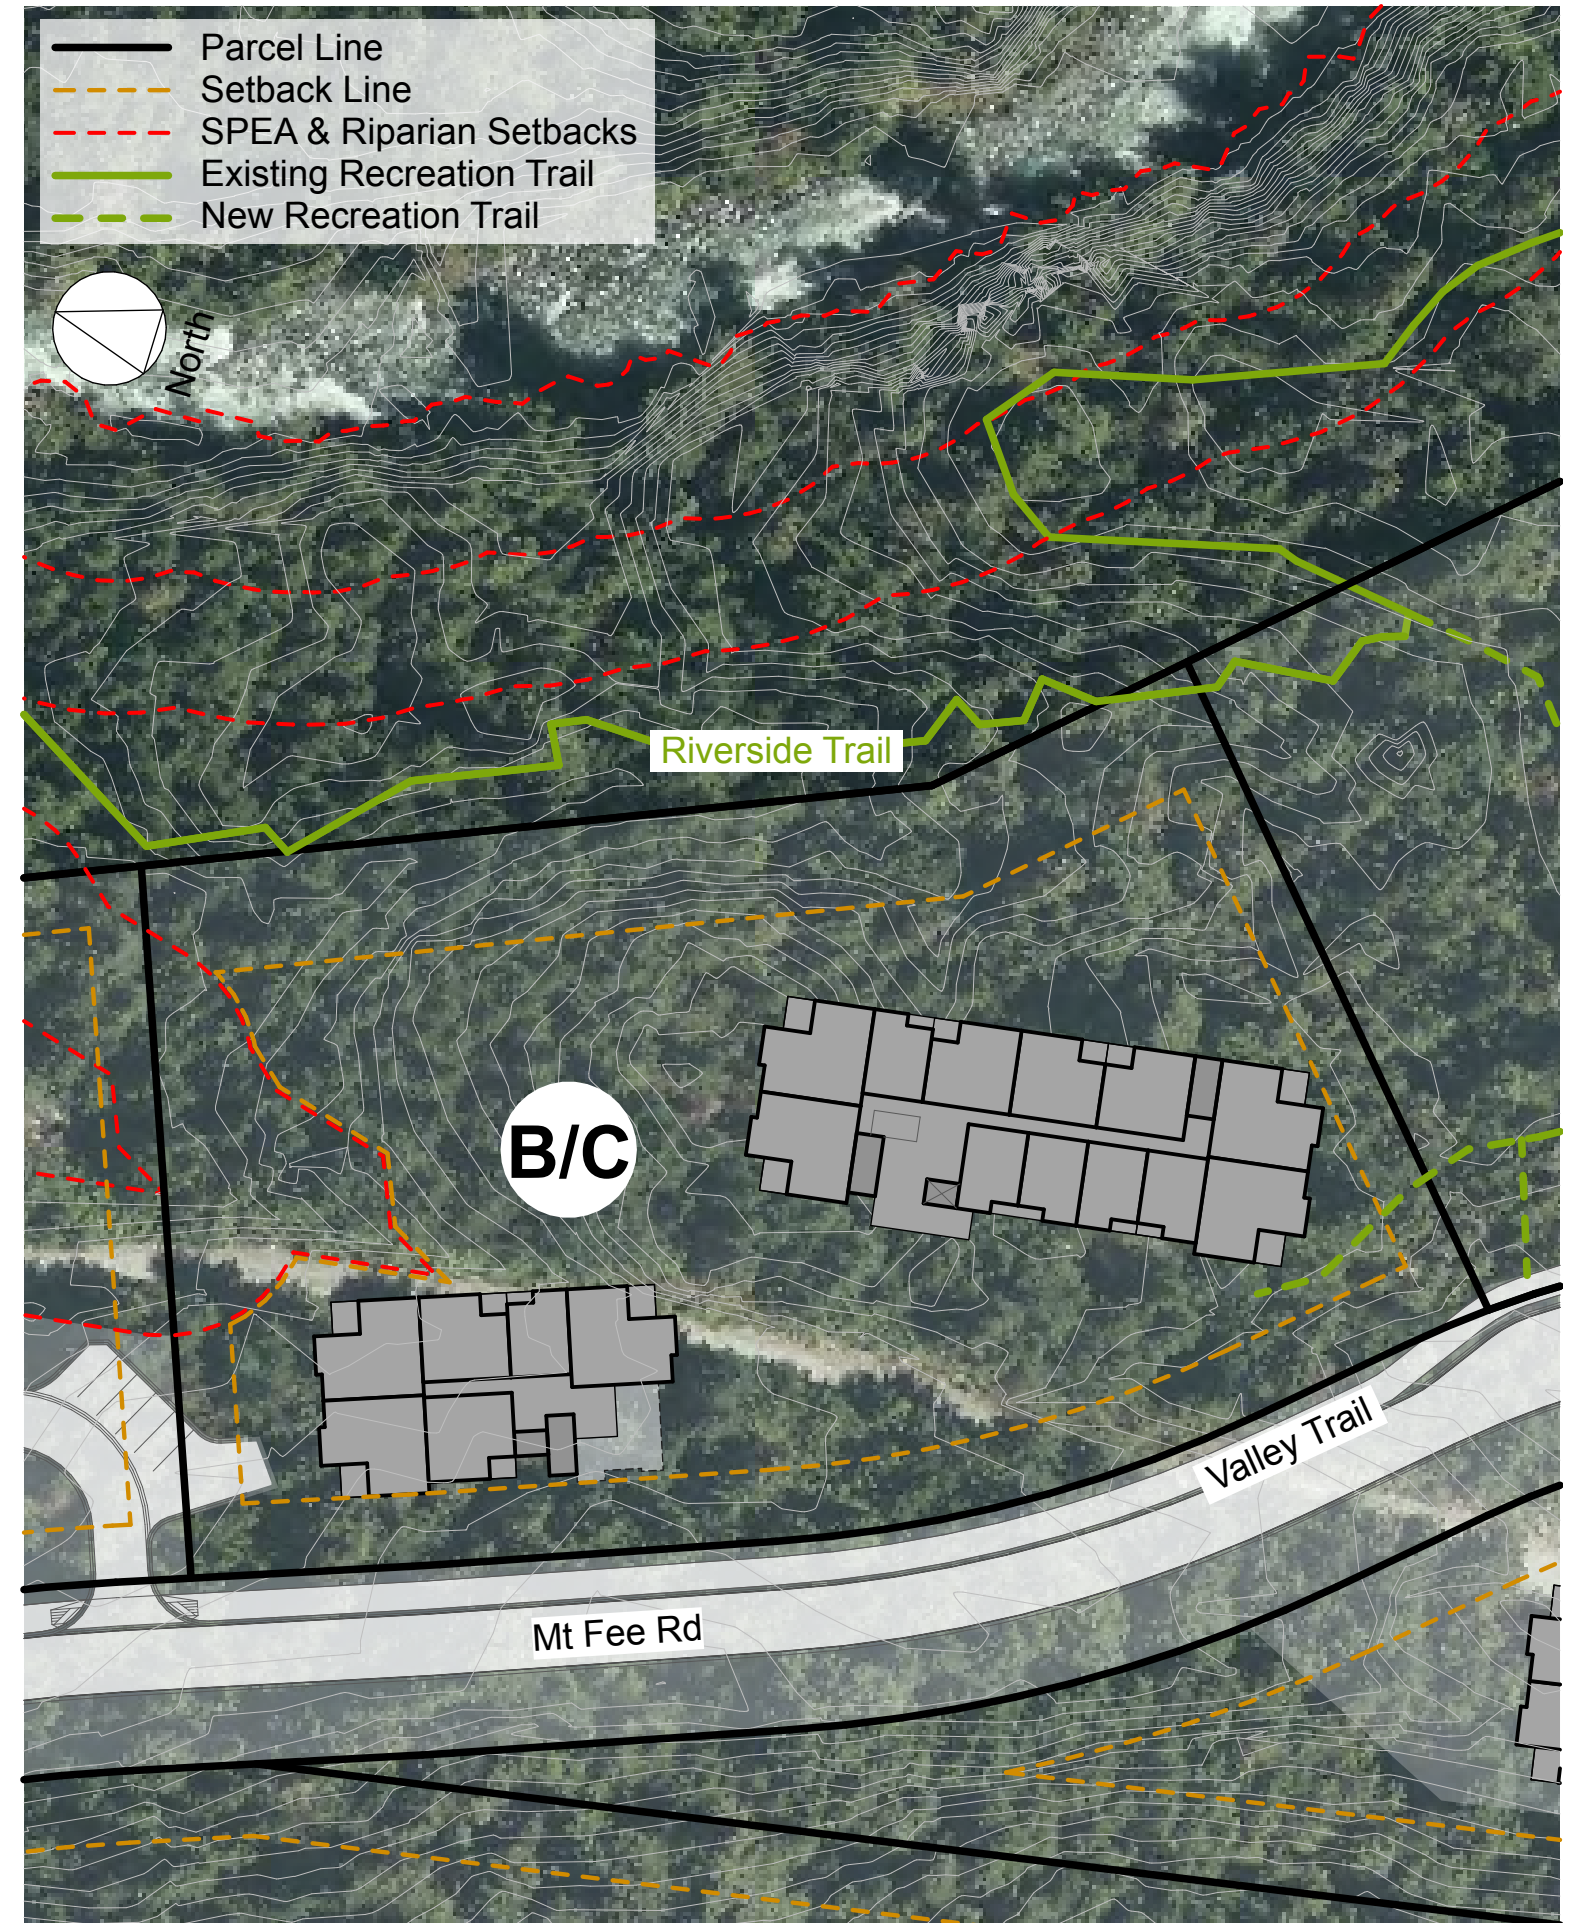 Parcel Line
Setback Line
SPEA & Riparian Setbacks
Existing Recreation Trail
New Recreation Trail
North
Riverside Trail
B/C
Valley Trail
Mt Fee Rd